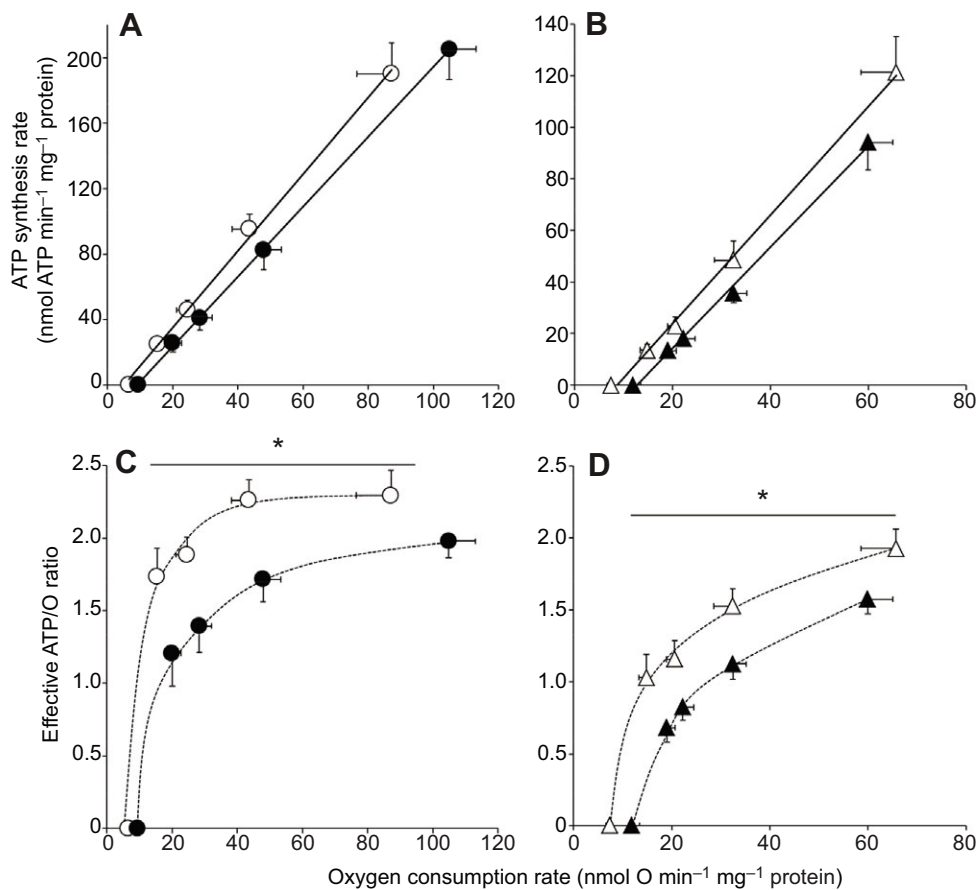 A
B
200
160
120
80
40
0
0 20 40 60 80 100 120
140
120
100
80
60
40
20
0
0 20 40 60 80
ATP synthesis rate
(nmol ATP min⁻¹ mg⁻¹ protein)
C
*
D
*
2.5
2.0
1.5
1.0
0.5
0
0 20 40 60 80 100 120
2.5
2.0
1.5
1.0
0.5
0
0 20 40 60 80
Effective ATP/O ratio
Oxygen consumption rate (nmol O min⁻¹ mg⁻¹ protein)